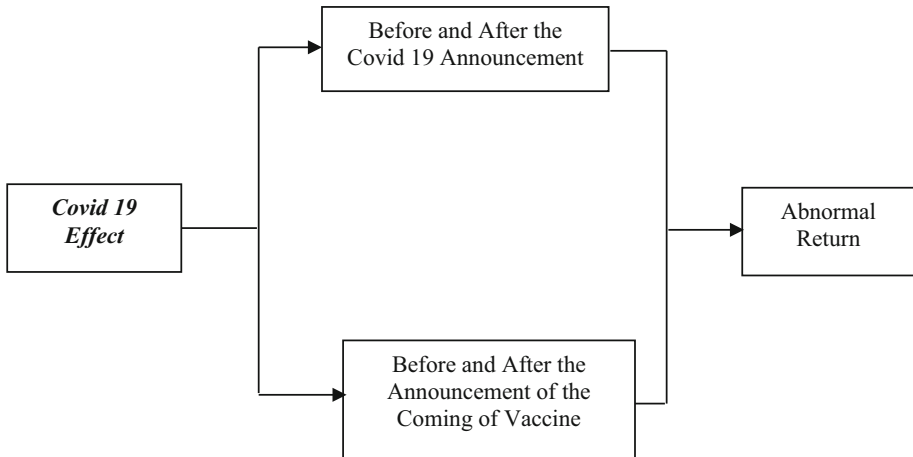 Before and After the
Covid 19 Announcement
Covid 19
Effect
Abnormal
Return
Before and After the
Announcement of the
Coming of Vaccine